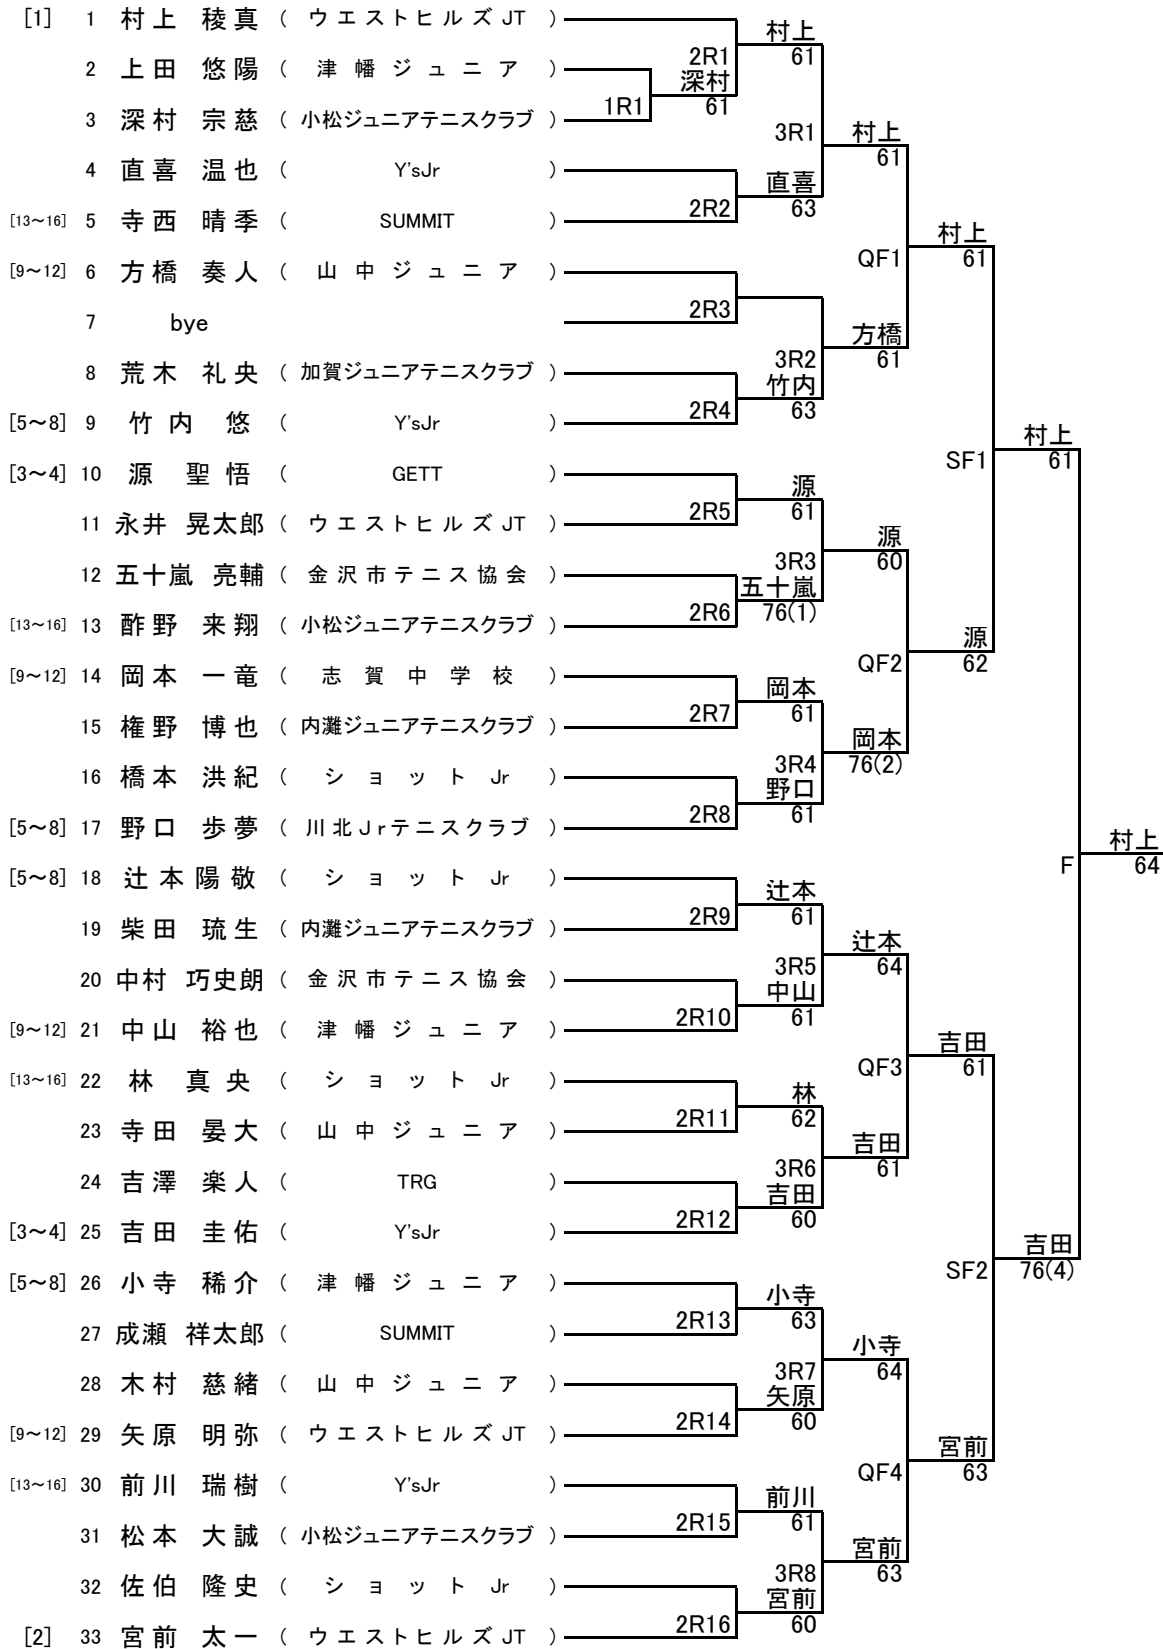 [1] 1 村上 稜真 ( ウエストヒルズJT )
村上
2R1 61
2 上田 悠陽 ( 津幡ジュニア )
深村
1R1 61
3 深村 宗慈 ( 小松ジュニアテニスクラブ )
3R1 村上
61
4 直喜 温也 ( Y'sJr )
直喜
2R2 63
[13～16] 5 寺西 晴季 ( SUMMIT )
村上
QF1 61
[9～12] 6 方橋 奏人 ( 山中ジュニア )
2R3
7 bye
方橋
3R2 61
8 荒木 礼央 ( 加賀ジュニアテニスクラブ )
竹内
2R4 63
[5～8] 9 竹内 悠 ( Y'sJr )
村上
SF1 61
[3～4] 10 源 聖悟 ( GETT )
源
2R5 61
11 永井 晃太郎 ( ウエストヒルズJT )
源
3R3 60
12 五十嵐 亮輔 ( 金沢市テニス協会 )
五十嵐
2R6 76(1)
[13～16] 13 酢野 来翔 ( 小松ジュニアテニスクラブ )
源
QF2 62
[9～12] 14 岡本 一竜 ( 志賀中学校 )
岡本
2R7 61
15 権野 博也 ( 内灘ジュニアテニスクラブ )
岡本
3R4 76(2)
16 橋本 洪紀 ( ショットJr )
野口
2R8 61
[5～8] 17 野口 歩夢 ( 川北Jrテニスクラブ )
村上
F 64
[5～8] 18 辻本 陽敬 ( ショットJr )
辻本
2R9 61
19 柴田 琉生 ( 内灘ジュニアテニスクラブ )
辻本
3R5 64
20 中村 巧史朗 ( 金沢市テニス協会 )
中山
2R10 61
[9～12] 21 中山 裕也 ( 津幡ジュニア )
吉田
QF3 61
[13～16] 22 林 真央 ( ショットJr )
林
2R11 62
23 寺田 晏大 ( 山中ジュニア )
吉田
3R6 61
24 吉澤 楽人 ( TRG )
吉田
2R12 60
[3～4] 25 吉田 圭佑 ( Y'sJr )
吉田
SF2 76(4)
[5～8] 26 小寺 稀介 ( 津幡ジュニア )
小寺
2R13 63
27 成瀬 祥太郎 ( SUMMIT )
小寺
3R7 64
28 木村 慈緒 ( 山中ジュニア )
矢原
2R14 60
[9～12] 29 矢原 明弥 ( ウエストヒルズJT )
宮前
QF4 63
[13～16] 30 前川 瑞樹 ( Y'sJr )
前川
2R15 61
31 松本 大誠 ( 小松ジュニアテニスクラブ )
宮前
3R8 63
32 佐伯 隆史 ( ショットJr )
宮前
2R16 60
[2] 33 宮前 太一 ( ウエストヒルズJT )